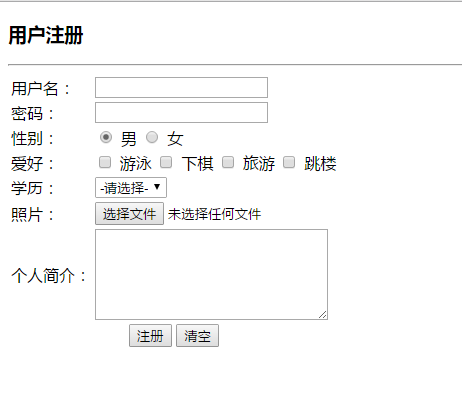 用户注册
用户名：
密码：
性别： 男 女
爱好： 游泳 下棋 旅游 跳楼
学历： -请选择-
照片： 选择文件 未选择任何文件
个人简介：
注册 清空